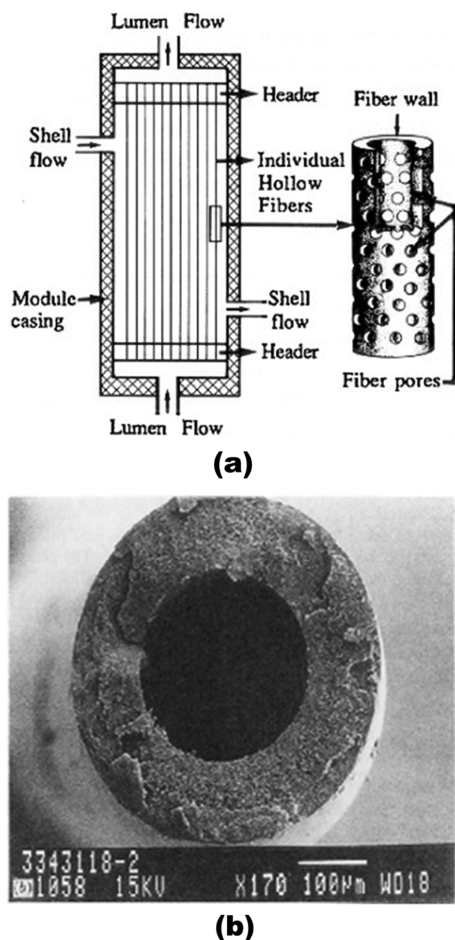 Lumen Flow
Header
Fiber wall
Shell
flow
Individual
Hollow
Fibers
Module
casing
Shell
flow
Header
Fiber pores
Lumen Flow
(a)
3343118-2
1058 15KV X170 100µm WD18
(b)